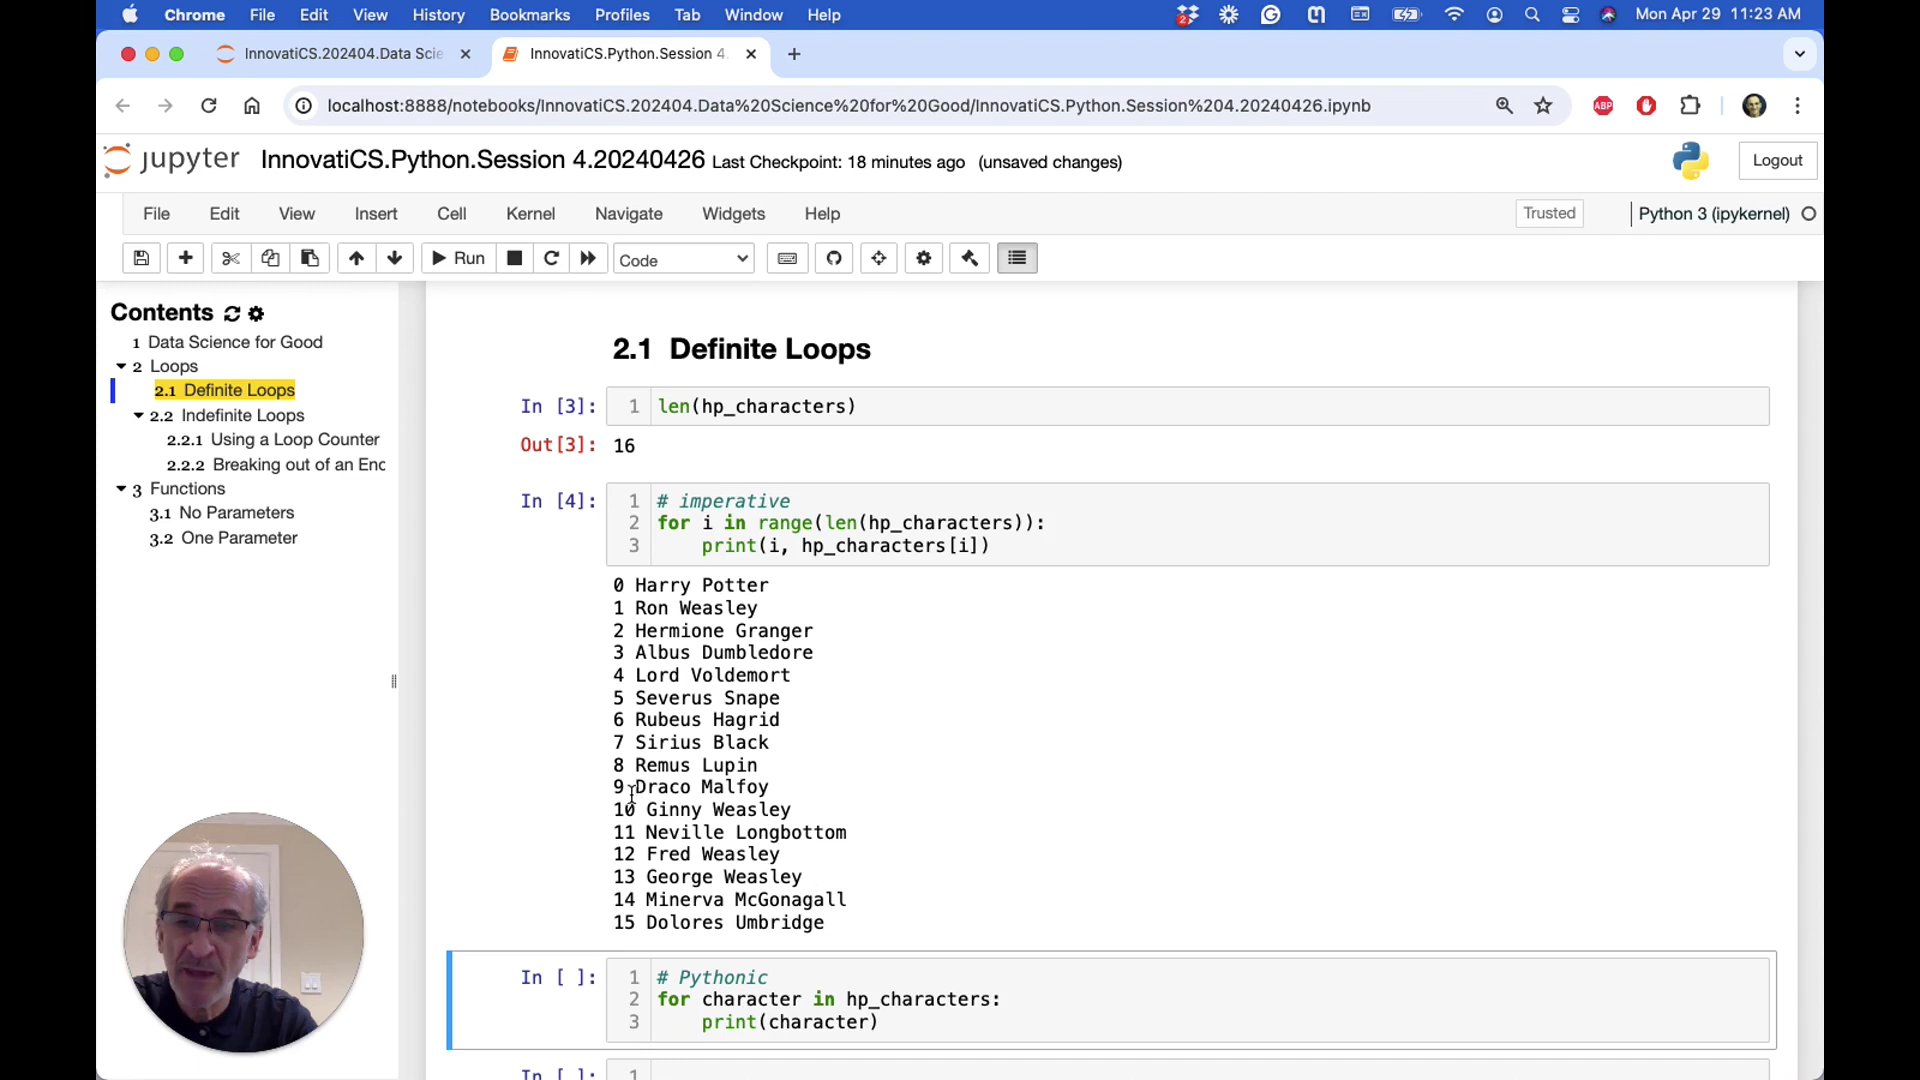 Chrome File Edit View History Bookmarks Profiles Tab Window Help 2 Mon Apr 29 11:23 AM
InnovatiCS.202404.Data Scie InnovatiCS.Python.Session 4.
localhost:8888/notebooks/InnovatiCS.202404.Data%20Science%20for%20Good/InnovatiCS.Python.Session%204.20240426.ipynb ABP
jupyter InnovatiCS.Python.Session 4.20240426 Last Checkpoint: 18 minutes ago (unsaved changes) Logout
File Edit View Insert Cell Kernel Navigate Widgets Help Trusted Python 3 (ipykernel)
Run Code
Contents
1 Data Science for Good
2 Loops
2.1 Definite Loops
2.2 Indefinite Loops
2.2.1 Using a Loop Counter
2.2.2 Breaking out of an Enc
3 Functions
3.1 No Parameters
3.2 One Parameter
2.1 Definite Loops
In [3]: 1 len(hp_characters)
Out[3]: 16
In [4]: 1 # imperative
2 for i in range(len(hp_characters)):
3 print(i, hp_characters[i])
0 Harry Potter
1 Ron Weasley
2 Hermione Granger
3 Albus Dumbledore
4 Lord Voldemort
5 Severus Snape
6 Rubeus Hagrid
7 Sirius Black
8 Remus Lupin
9 Draco Malfoy
10 Ginny Weasley
11 Neville Longbottom
12 Fred Weasley
13 George Weasley
14 Minerva McGonagall
15 Dolores Umbridge
In [ ]: 1 # Pythonic
2 for character in hp_characters:
3 print(character)
In [ ]: 1